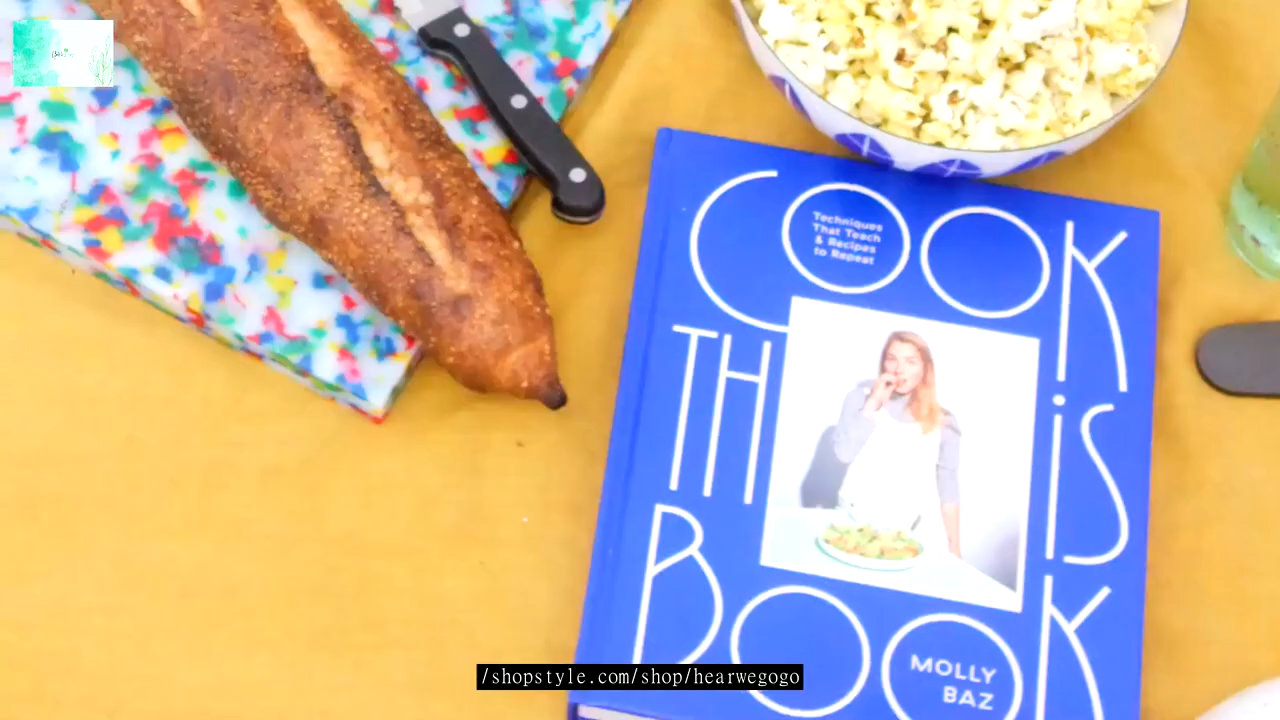 COOK
Techniques
That Teach
& Recipes
to Repeat
THiS
BOOK
MOLLY
BAZ
/shopstyle.com/shop/hearwegogo